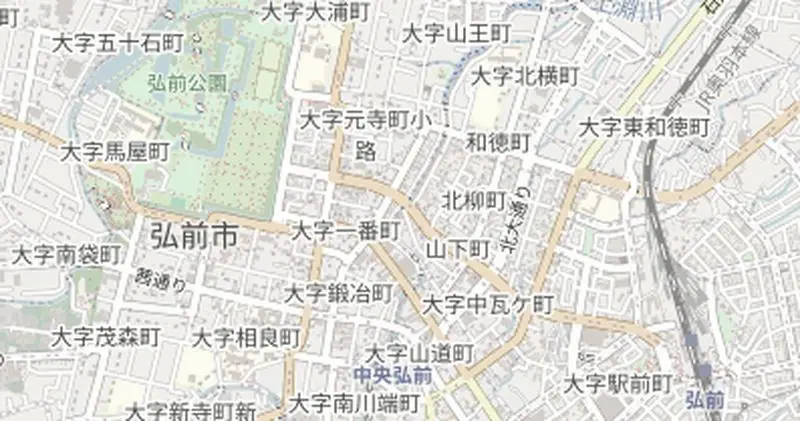 町
大字大浦町
大字五十石町
大字山王町
大字北横町
弘前公園
JR奥羽本線
大字元寺町小
路
大字東和徳町
和徳町
大字馬屋町
北柳町
北大通り
弘前市
大字一番町
山下町
大字南袋町
茜通り
大字鍛冶町
大字中瓦ケ町
大字茂森町
大字相良町
大字山道町
中央弘前
大字駅前町
弘前
大字新寺町新
大字南川端町